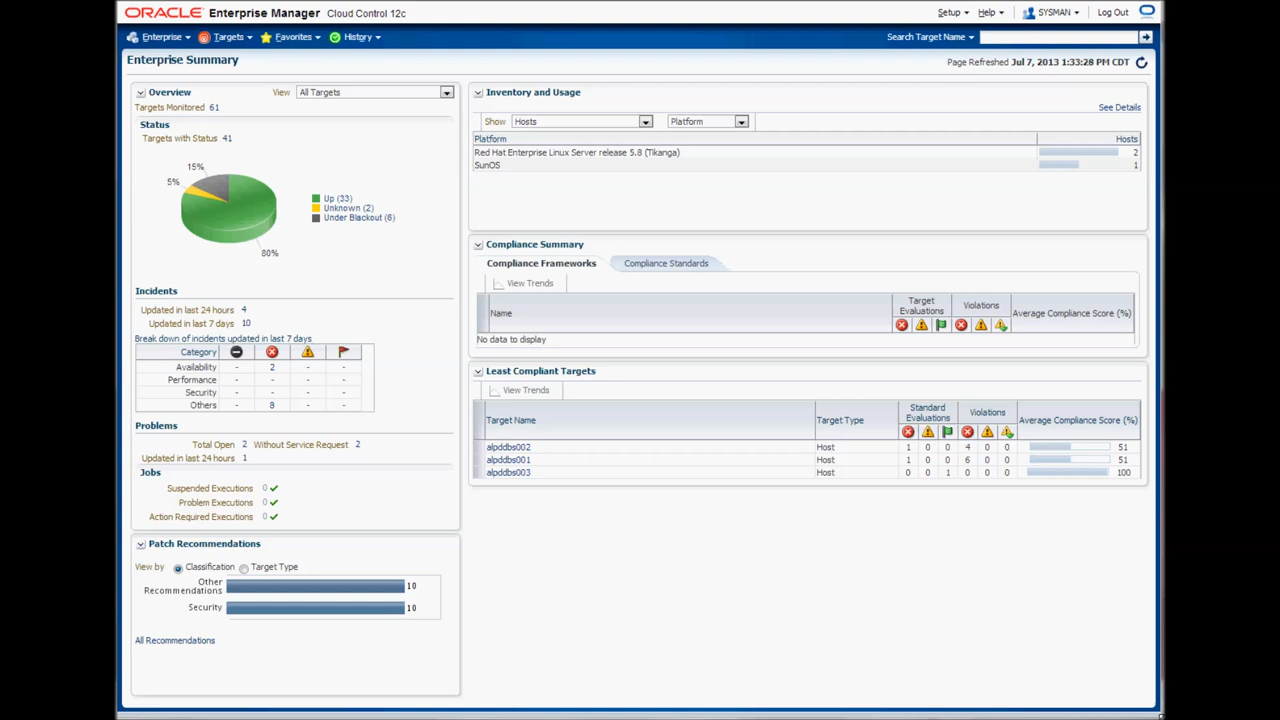 ORACLE Enterprise Manager Cloud Control 12c
Setup Help SYSMAN Log Out
Enterprise Targets Favorites History
Search Target Name
Enterprise Summary
Page Refreshed Jul 7, 2013 1:33:28 PM CDT
Overview
View All Targets
Targets Monitored 61
Status
Targets with Status 41
15%
5%
80%
Up (33)
Unknown (2)
Under Blackout (6)
Incidents
Updated in last 24 hours 4
Updated in last 7 days 10
Break down of incidents updated in last 7 days
Category
Availability - 2 - -
Performance - - - -
Security - - - -
Others - 8 - -
Problems
Total Open 2 Without Service Request 2
Updated in last 24 hours 1
Jobs
Suspended Executions 0
Problem Executions 0
Action Required Executions 0
Patch Recommendations
View by Classification Target Type
Other Recommendations 10
Security 10
All Recommendations
Inventory and Usage
See Details
Show Hosts Platform
Platform Hosts
Red Hat Enterprise Linux Server release 5.8 (Tikanga) 2
SunOS 1
Compliance Summary
Compliance Frameworks Compliance Standards
View Trends
Name Target Evaluations Violations Average Compliance Score (%)
No data to display
Least Compliant Targets
View Trends
Target Name Target Type Standard Evaluations Violations Average Compliance Score (%)
alpddbs002 Host 1 0 0 4 0 0 51
alpddbs001 Host 1 0 0 6 0 0 51
alpddbs003 Host 0 0 1 0 0 0 100